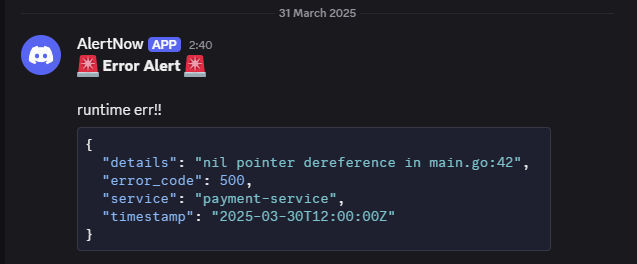 31 March 2025
AlertNow APP 2:40
🚨 Error Alert 🚨
runtime err!!
{
  "details": "nil pointer dereference in main.go:42",
  "error_code": 500,
  "service": "payment-service",
  "timestamp": "2025-03-30T12:00:00Z"
}